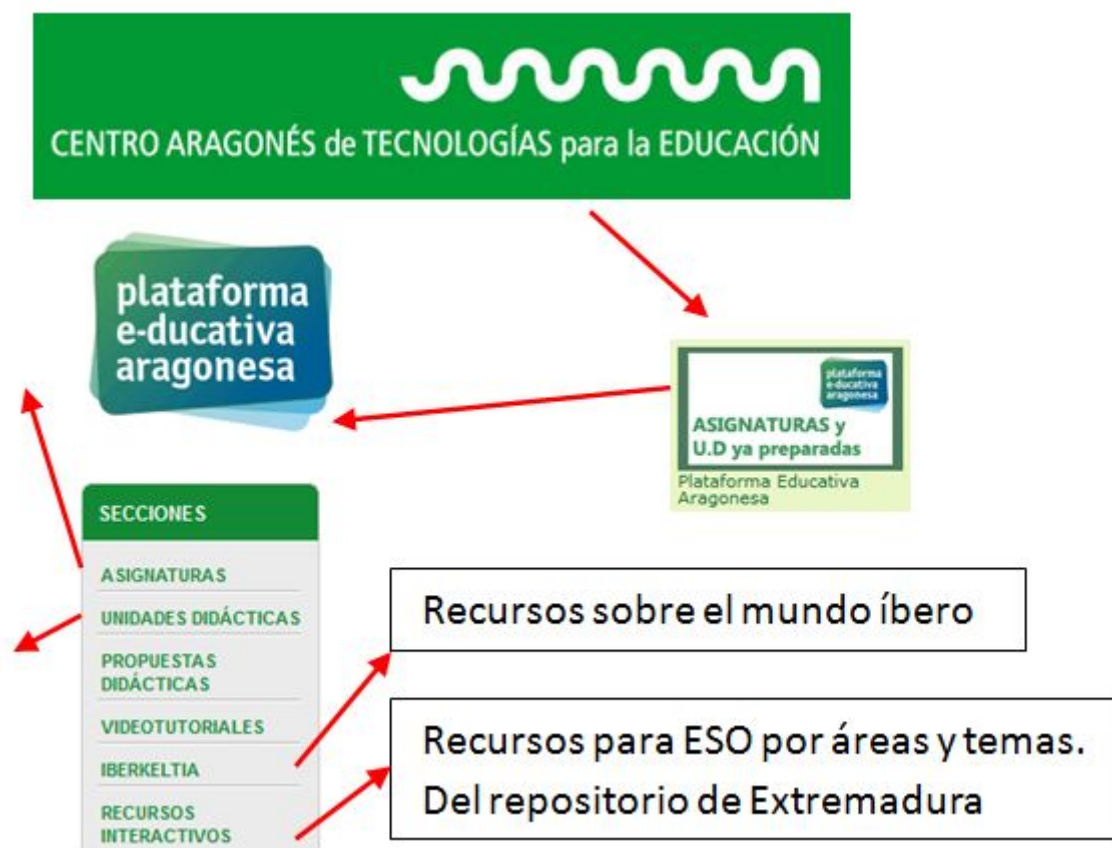 CENTRO ARAGONÉS de TECNOLOGÍAS para la EDUCACIÓN
plataforma
e-ducativa
aragonesa
plataforma
e-ducativa
aragonesa
ASIGNATURAS y
U.D ya preparadas
Plataforma Educativa
Aragonesa
SECCIONES
ASIGNATURAS
UNIDADES DIDÁCTICAS
PROPUESTAS
DIDÁCTICAS
VIDEOTUTORIALES
IBERKELTIA
RECURSOS
INTERACTIVOS
Recursos sobre el mundo íbero
Recursos para ESO por áreas y temas.
Del repositorio de Extremadura